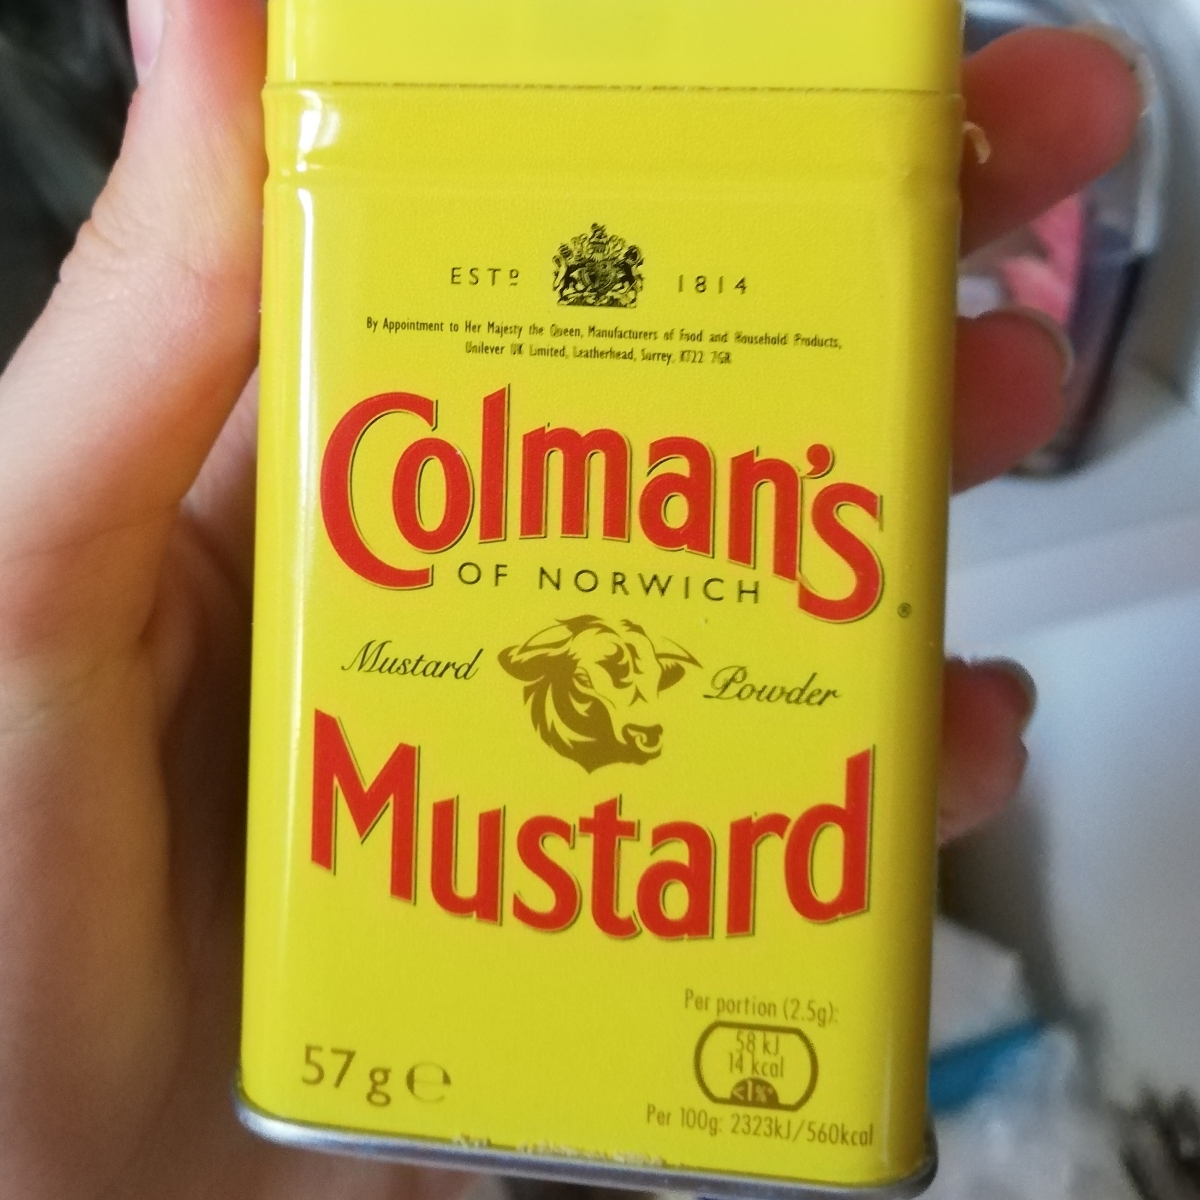 ESTD 1814
By Appointment to Her Majesty the Queen, Manufacturers of Food and Household Products,
Unilever UK Limited, Leatherhead, Surrey, KT22 7GR
Colman's
OF NORWICH ®
Mustard Powder
Mustard
Per portion (2.5g):
58 kJ
14 kcal
<1%*
57 g ℮
Per 100g: 2323kJ/560kcal